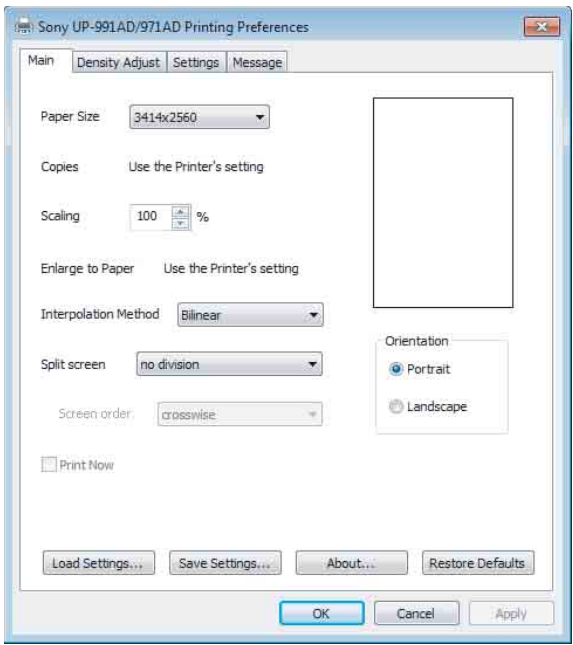 Sony UP-991AD/971AD Printing Preferences
Main Density Adjust Settings Message
Paper Size 3414x2560
Copies Use the Printer's setting
Scaling 100 %
Enlarge to Paper Use the Printer's setting
Interpolation Method Bilinear
Orientation
Split screen no division
Portrait
Landscape
Screen order crosswise
Print Now
Load Settings... Save Settings... About... Restore Defaults
OK Cancel Apply